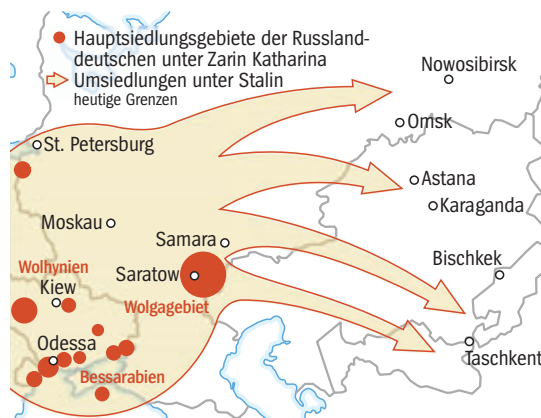 Hauptsiedlungsgebiete der Russland-
deutschen unter Zarin Katharina
Umsiedlungen unter Stalin
heutige Grenzen
Nowosibirsk
Omsk
St. Petersburg
Astana
Karaganda
Moskau
Samara
Bischkek
Wolhynien
Saratow
Kiew
Wolgagebiet
Odessa
Taschkent
Bessarabien